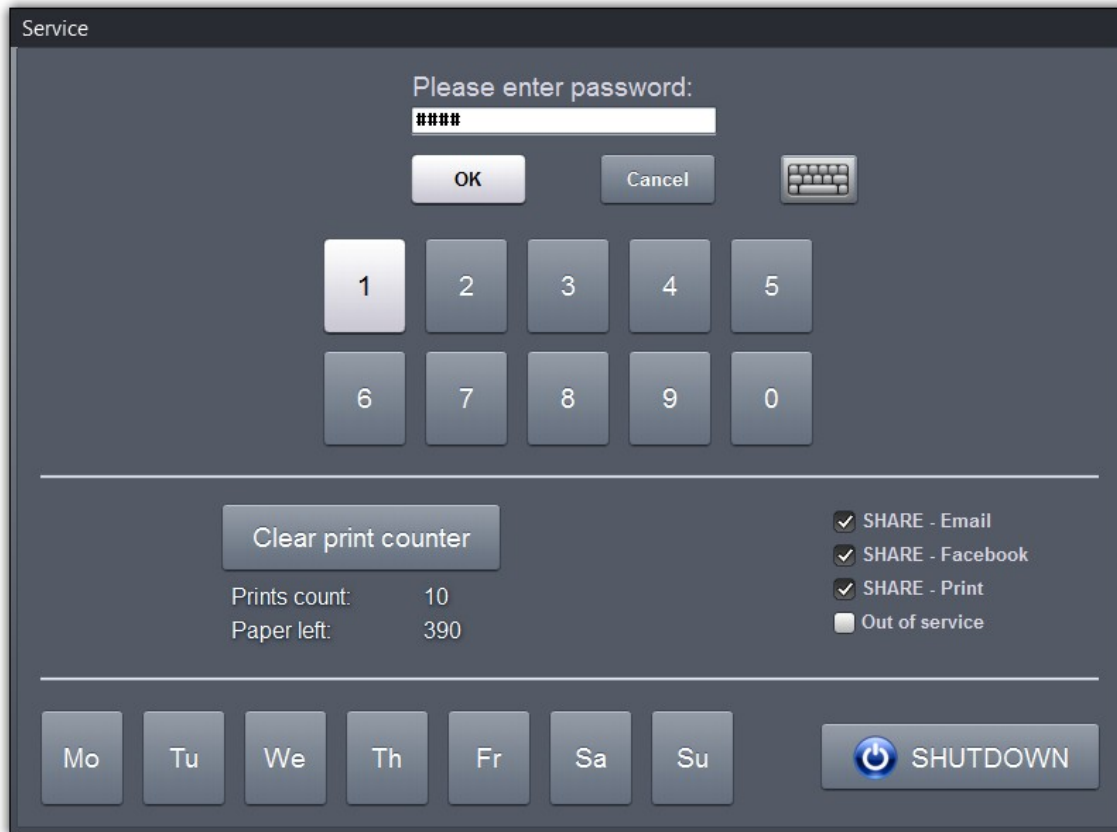 Service
Please enter password:
####
OK Cancel
1 2 3 4 5
6 7 8 9 0
Clear print counter
Prints count: 10
Paper left: 390
SHARE - Email
SHARE - Facebook
SHARE - Print
Out of service
Mo Tu We Th Fr Sa Su SHUTDOWN